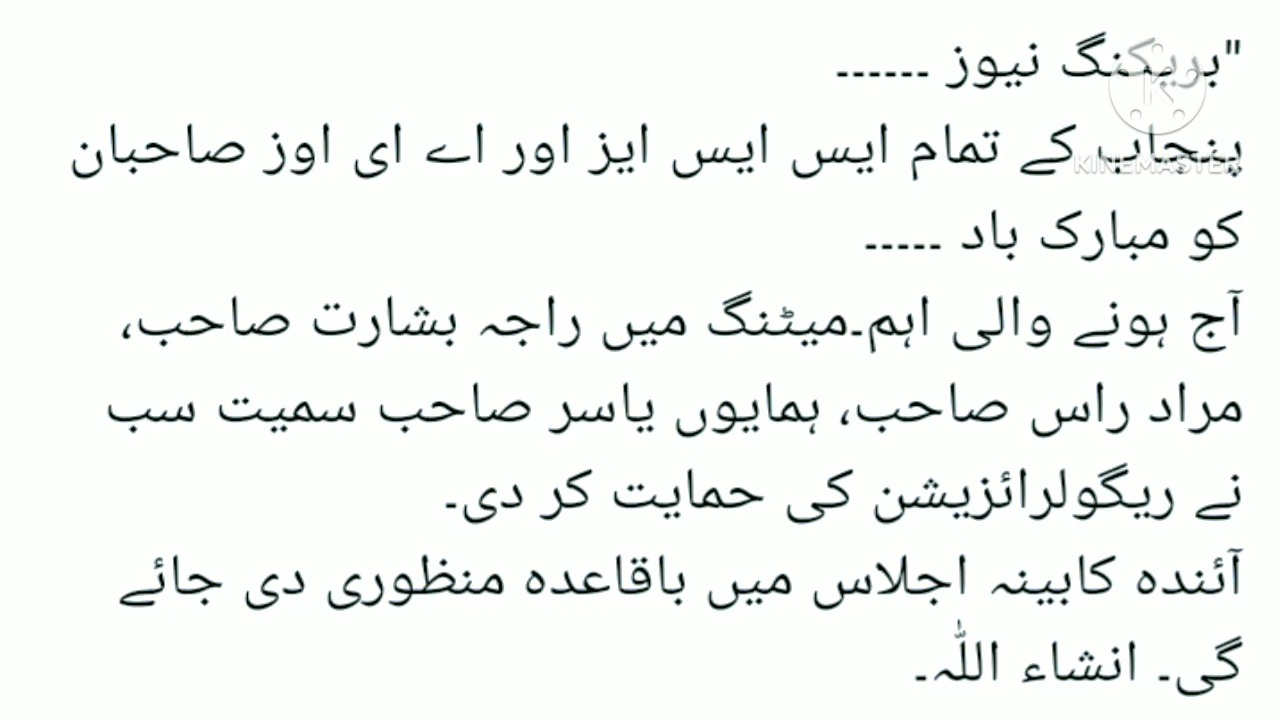 "بریکنگ نیوز ------
پنجاب کے تمام ایس ایس ایز اور اے ای اوز صاحبان
کو مبارک باد -----
آج ہونے والی اہم۔میٹنگ میں راجہ بشارت صاحب،
مراد راس صاحب، ہمایوں یاسر صاحب سمیت سب
نے ریگولرائزیشن کی حمایت کر دی۔
آئندہ کابینہ اجلاس میں باقاعدہ منظوری دی جائے
گی۔ انشاء اللّٰہ۔
K
KINEMASTER